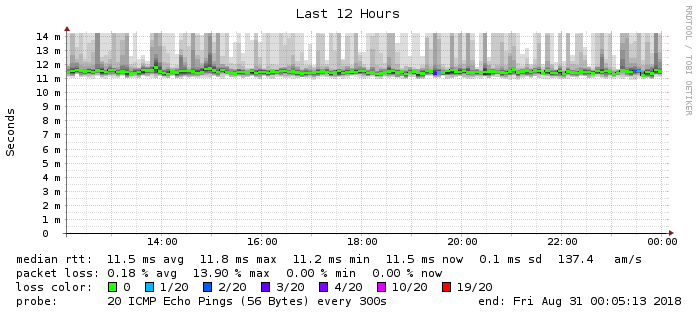 Last 12 Hours
RRDTOOL / TOBI OETIKER
Seconds
14 m
13 m
12 m
11 m
10 m
9 m
8 m
7 m
6 m
5 m
4 m
3 m
2 m
1 m
0
14:00 16:00 18:00 20:00 22:00 00:00
median rtt: 11.5 ms avg 11.8 ms max 11.2 ms min 11.5 ms now 0.1 ms sd 137.4 am/s
packet loss: 0.18 % avg 13.90 % max 0.00 % min 0.00 % now
loss color: 0 1/20 2/20 3/20 4/20 10/20 19/20
probe: 20 ICMP Echo Pings (56 Bytes) every 300s end: Fri Aug 31 00:05:13 2018